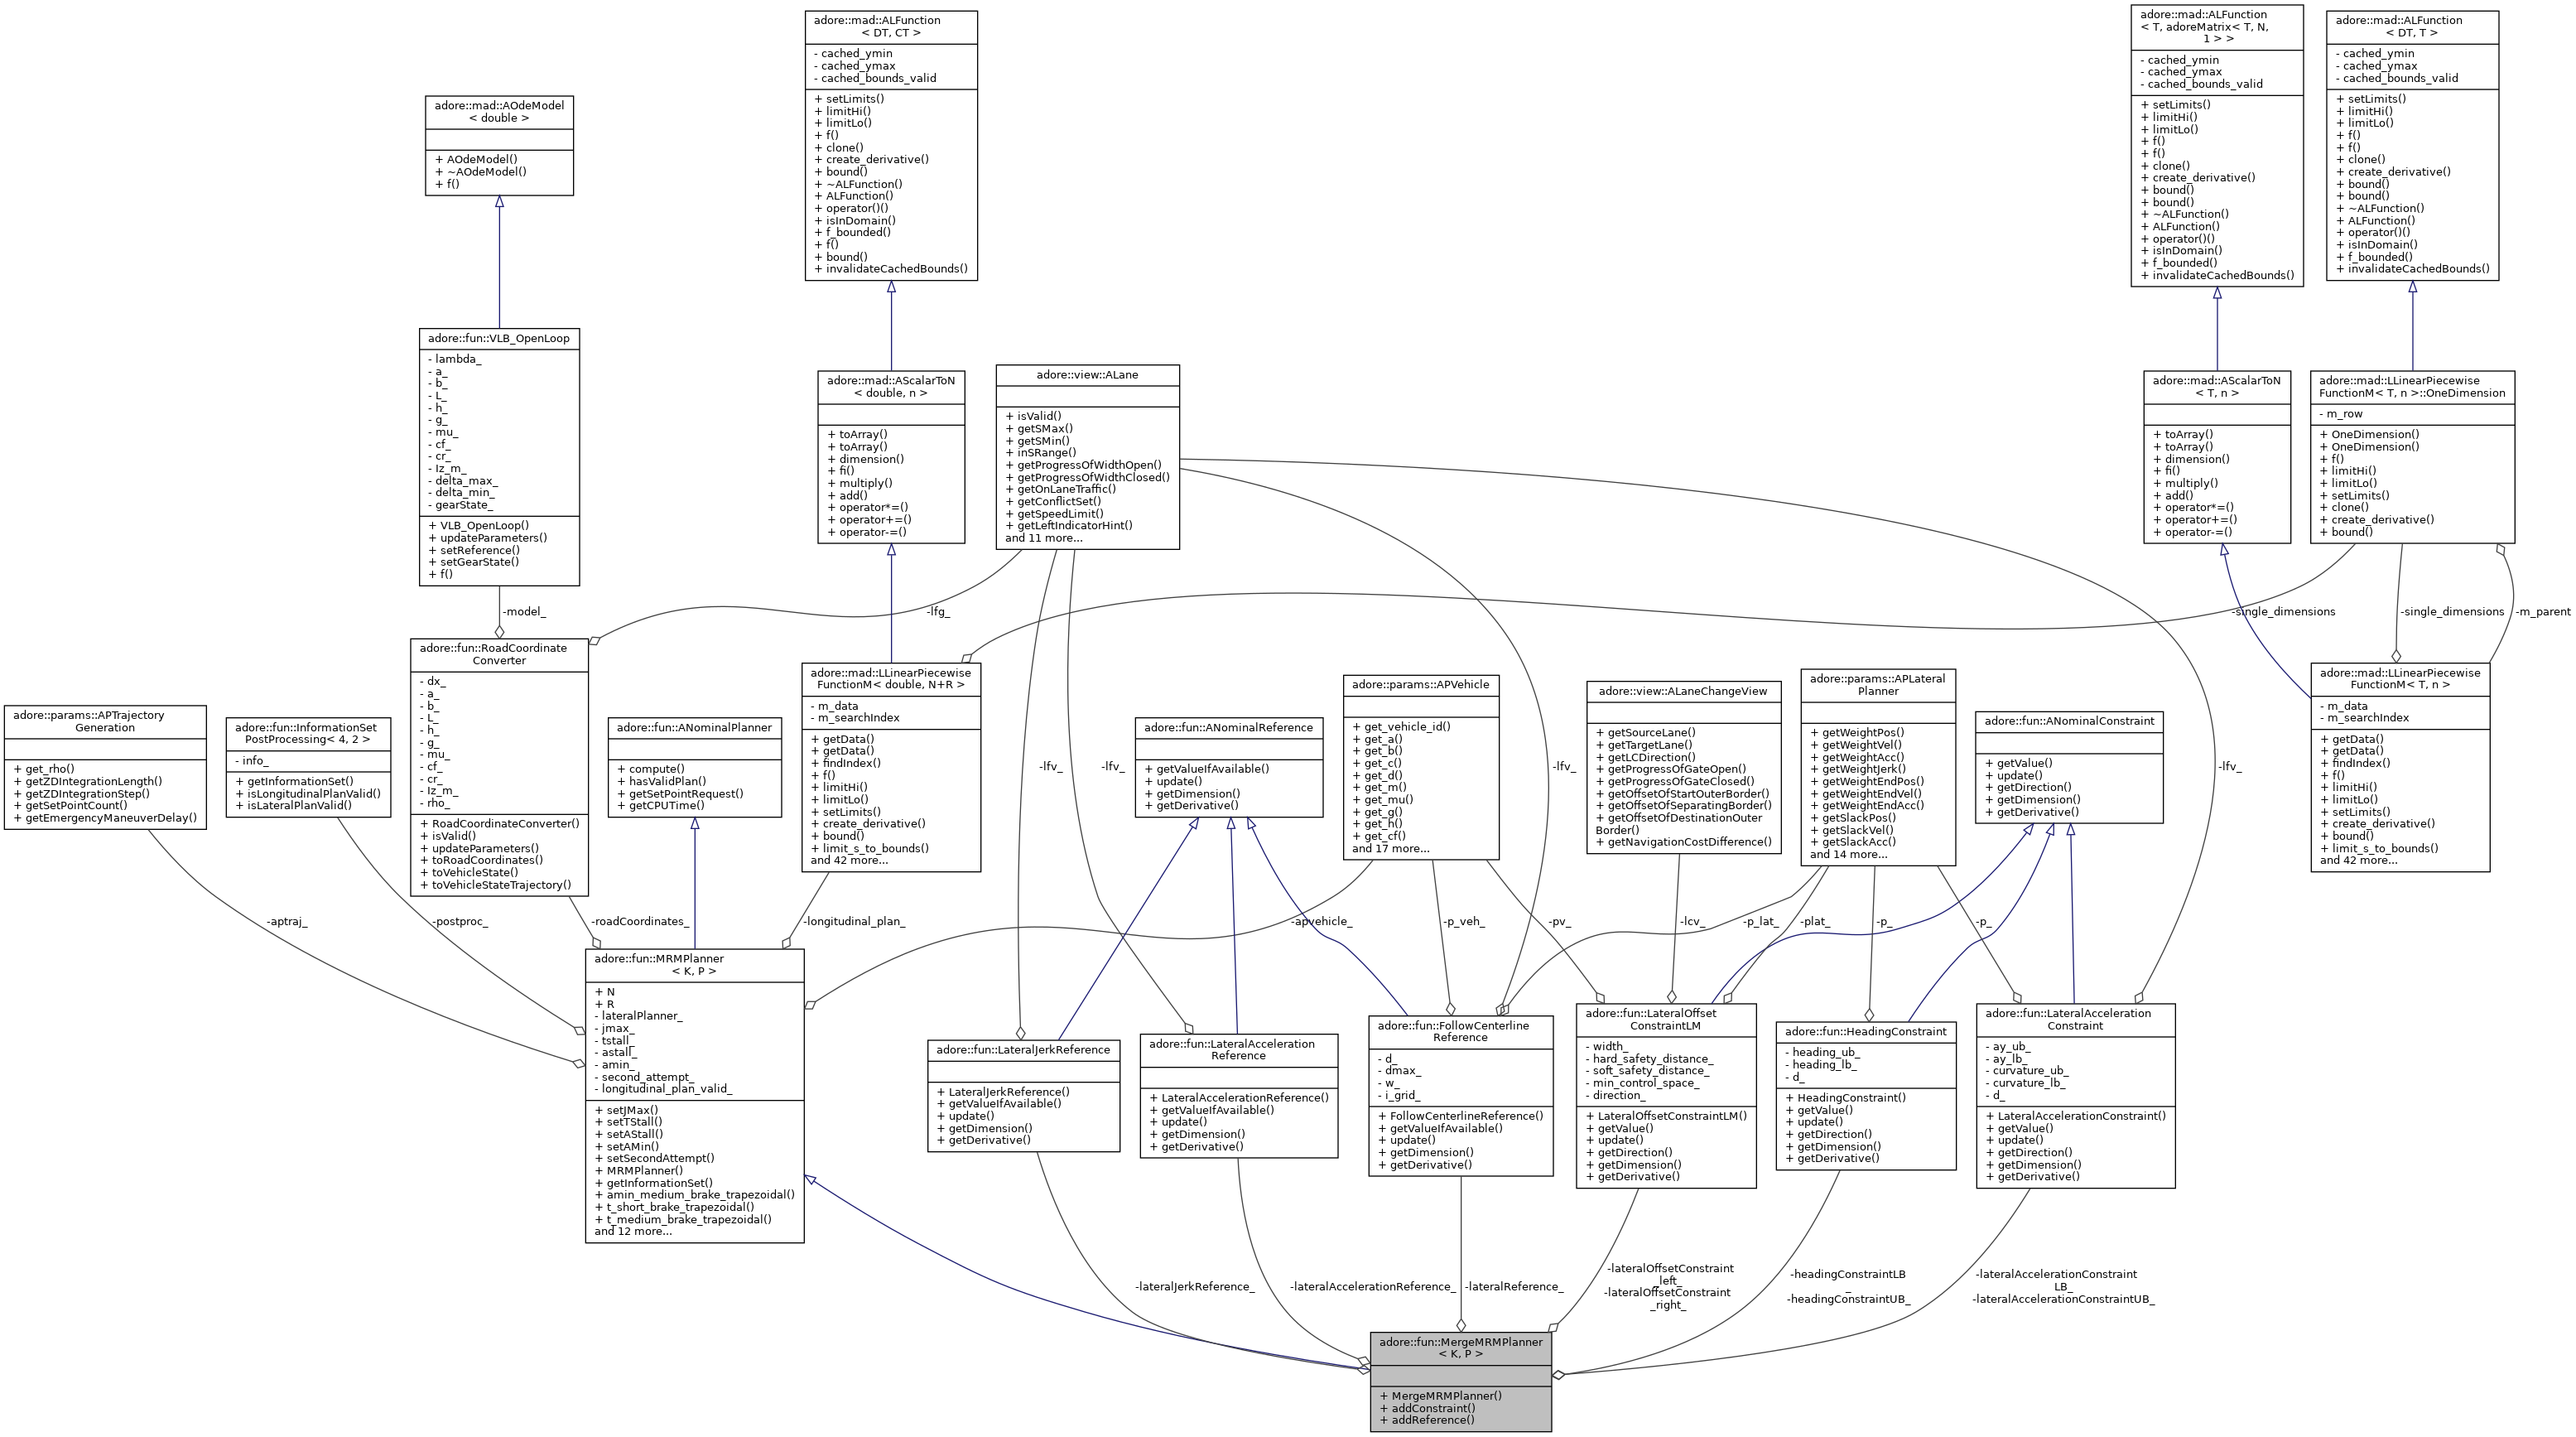 adore::mad::ALFunction
< DT, CT >
- cached_ymin
- cached_ymax
- cached_bounds_valid
+ setLimits()
+ limitHi()
+ limitLo()
+ f()
+ clone()
+ create_derivative()
+ bound()
+ ~ALFunction()
+ ALFunction()
+ operator()()
+ isInDomain()
+ f_bounded()
+ f()
+ bound()
+ invalidateCachedBounds()
adore::mad::ALFunction
< T, adoreMatrix< T, N,
1 > >
- cached_ymin
- cached_ymax
- cached_bounds_valid
+ setLimits()
+ limitHi()
+ limitLo()
+ f()
+ f()
+ clone()
+ create_derivative()
+ bound()
+ bound()
+ ~ALFunction()
+ ALFunction()
+ operator()()
+ isInDomain()
+ f_bounded()
+ invalidateCachedBounds()
adore::mad::ALFunction
< DT, T >
- cached_ymin
- cached_ymax
- cached_bounds_valid
+ setLimits()
+ limitHi()
+ limitLo()
+ f()
+ f()
+ clone()
+ create_derivative()
+ bound()
+ bound()
+ ~ALFunction()
+ ALFunction()
+ operator()()
+ isInDomain()
+ f_bounded()
+ invalidateCachedBounds()
adore::mad::AOdeModel
< double >
+ AOdeModel()
+ ~AOdeModel()
+ f()
adore::fun::VLB_OpenLoop
- lambda_
- a_
- b_
- L_
- h_
- g_
- mu_
- cf_
- cr_
- Iz_m_
- delta_max_
- delta_min_
- gearState_
+ VLB_OpenLoop()
+ updateParameters()
+ setReference()
+ setGearState()
+ f()
adore::mad::AScalarToN
< double, n >
+ toArray()
+ toArray()
+ dimension()
+ fi()
+ multiply()
+ add()
+ operator*=()
+ operator+=()
+ operator-=()
adore::view::ALane
+ isValid()
+ getSMax()
+ getSMin()
+ inSRange()
+ getProgressOfWidthOpen()
+ getProgressOfWidthClosed()
+ getOnLaneTraffic()
+ getConflictSet()
+ getSpeedLimit()
+ getLeftIndicatorHint()
and 11 more...
adore::mad::AScalarToN
< T, n >
+ toArray()
+ toArray()
+ dimension()
+ fi()
+ multiply()
+ add()
+ operator*=()
+ operator+=()
+ operator-=()
adore::mad::LLinearPiecewise
FunctionM< T, n >::OneDimension
- m_row
+ OneDimension()
+ OneDimension()
+ f()
+ limitHi()
+ limitLo()
+ setLimits()
+ clone()
+ create_derivative()
+ bound()
-model_
-lfg_
-single_dimensions
-single_dimensions
-m_parent
adore::params::APTrajectory
Generation
+ get_rho()
+ getZDIntegrationLength()
+ getZDIntegrationStep()
+ getSetPointCount()
+ getEmergencyManeuverDelay()
adore::fun::InformationSet
PostProcessing< 4, 2 >
- info_
+ getInformationSet()
+ isLongitudinalPlanValid()
+ isLateralPlanValid()
adore::fun::RoadCoordinate
Converter
- dx_
- a_
- b_
- L_
- h_
- g_
- mu_
- cf_
- cr_
- Iz_m_
- rho_
+ RoadCoordinateConverter()
+ isValid()
+ updateParameters()
+ toRoadCoordinates()
+ toVehicleState()
+ toVehicleStateTrajectory()
adore::fun::ANominalPlanner
+ compute()
+ hasValidPlan()
+ getSetPointRequest()
+ getCPUTime()
adore::mad::LLinearPiecewise
FunctionM< double, N+R >
- m_data
- m_searchIndex
+ getData()
+ getData()
+ findIndex()
+ f()
+ limitHi()
+ limitLo()
+ setLimits()
+ create_derivative()
+ bound()
+ limit_s_to_bounds()
and 42 more...
-lfv_
-lfv_
-lfv_
-lfv_
adore::fun::ANominalReference
+ getValueIfAvailable()
+ update()
+ getDimension()
+ getDerivative()
adore::params::APVehicle
+ get_vehicle_id()
+ get_a()
+ get_b()
+ get_c()
+ get_d()
+ get_m()
+ get_mu()
+ get_g()
+ get_h()
+ get_cf()
and 17 more...
adore::view::ALaneChangeView
+ getSourceLane()
+ getTargetLane()
+ getLCDirection()
+ getProgressOfGateOpen()
+ getProgressOfGateClosed()
+ getOffsetOfStartOuterBorder()
+ getOffsetOfSeparatingBorder()
+ getOffsetOfDestinationOuter
Border()
+ getNavigationCostDifference()
adore::params::APLateral
Planner
+ getWeightPos()
+ getWeightVel()
+ getWeightAcc()
+ getWeightJerk()
+ getWeightEndPos()
+ getWeightEndVel()
+ getWeightEndAcc()
+ getSlackPos()
+ getSlackVel()
+ getSlackAcc()
and 14 more...
adore::fun::ANominalConstraint
+ getValue()
+ update()
+ getDirection()
+ getDimension()
+ getDerivative()
adore::mad::LLinearPiecewise
FunctionM< T, n >
- m_data
- m_searchIndex
+ getData()
+ getData()
+ findIndex()
+ f()
+ limitHi()
+ limitLo()
+ setLimits()
+ create_derivative()
+ bound()
+ limit_s_to_bounds()
and 42 more...
-aptraj_
-postproc_
-roadCoordinates_
-longitudinal_plan_
-apvehicle_
-p_veh_
-pv_
-lcv_
-p_lat_
-plat_
-p_
-p_
adore::fun::MRMPlanner
< K, P >
+ N
+ R
- lateralPlanner_
- jmax_
- tstall_
- astall_
- amin_
- second_attempt_
- longitudinal_plan_valid_
+ setJMax()
+ setTStall()
+ setAStall()
+ setAMin()
+ setSecondAttempt()
+ MRMPlanner()
+ getInformationSet()
+ amin_medium_brake_trapezoidal()
+ t_short_brake_trapezoidal()
+ t_medium_brake_trapezoidal()
and 12 more...
adore::fun::LateralJerkReference
+ LateralJerkReference()
+ getValueIfAvailable()
+ update()
+ getDimension()
+ getDerivative()
adore::fun::LateralAcceleration
Reference
+ LateralAccelerationReference()
+ getValueIfAvailable()
+ update()
+ getDimension()
+ getDerivative()
adore::fun::FollowCenterline
Reference
- d_
- dmax_
- w_
- i_grid_
+ FollowCenterlineReference()
+ getValueIfAvailable()
+ update()
+ getDimension()
+ getDerivative()
adore::fun::LateralOffset
ConstraintLM
- width_
- hard_safety_distance_
- soft_safety_distance_
- min_control_space_
- direction_
+ LateralOffsetConstraintLM()
+ getValue()
+ update()
+ getDirection()
+ getDimension()
+ getDerivative()
adore::fun::HeadingConstraint
- heading_ub_
- heading_lb_
- d_
+ HeadingConstraint()
+ getValue()
+ update()
+ getDirection()
+ getDimension()
+ getDerivative()
adore::fun::LateralAcceleration
Constraint
- ay_ub_
- ay_lb_
- curvature_ub_
- curvature_lb_
- d_
+ LateralAccelerationConstraint()
+ getValue()
+ update()
+ getDirection()
+ getDimension()
+ getDerivative()
-lateralJerkReference_
-lateralAccelerationReference_
-lateralReference_
-lateralOffsetConstraint
_left_
-lateralOffsetConstraint
_right_
-headingConstraintLB
_
-headingConstraintUB_
-lateralAccelerationConstraint
LB_
-lateralAccelerationConstraintUB_
adore::fun::MergeMRMPlanner
< K, P >
+ MergeMRMPlanner()
+ addConstraint()
+ addReference()